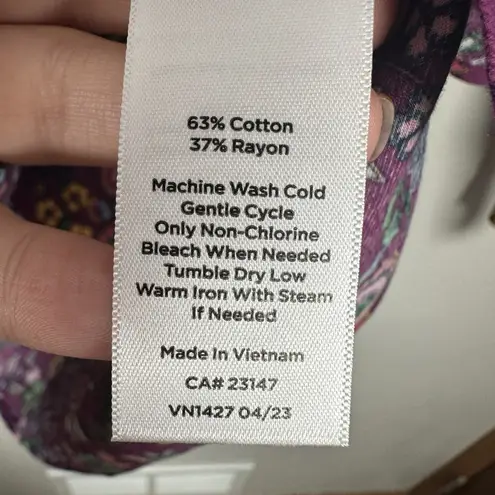 63% Cotton
37% Rayon
Machine Wash Cold
Gentle Cycle
Only Non-Chlorine
Bleach When Needed
Tumble Dry Low
Warm Iron With Steam
If Needed
Made In Vietnam
CA# 23147
VN1427 04/23